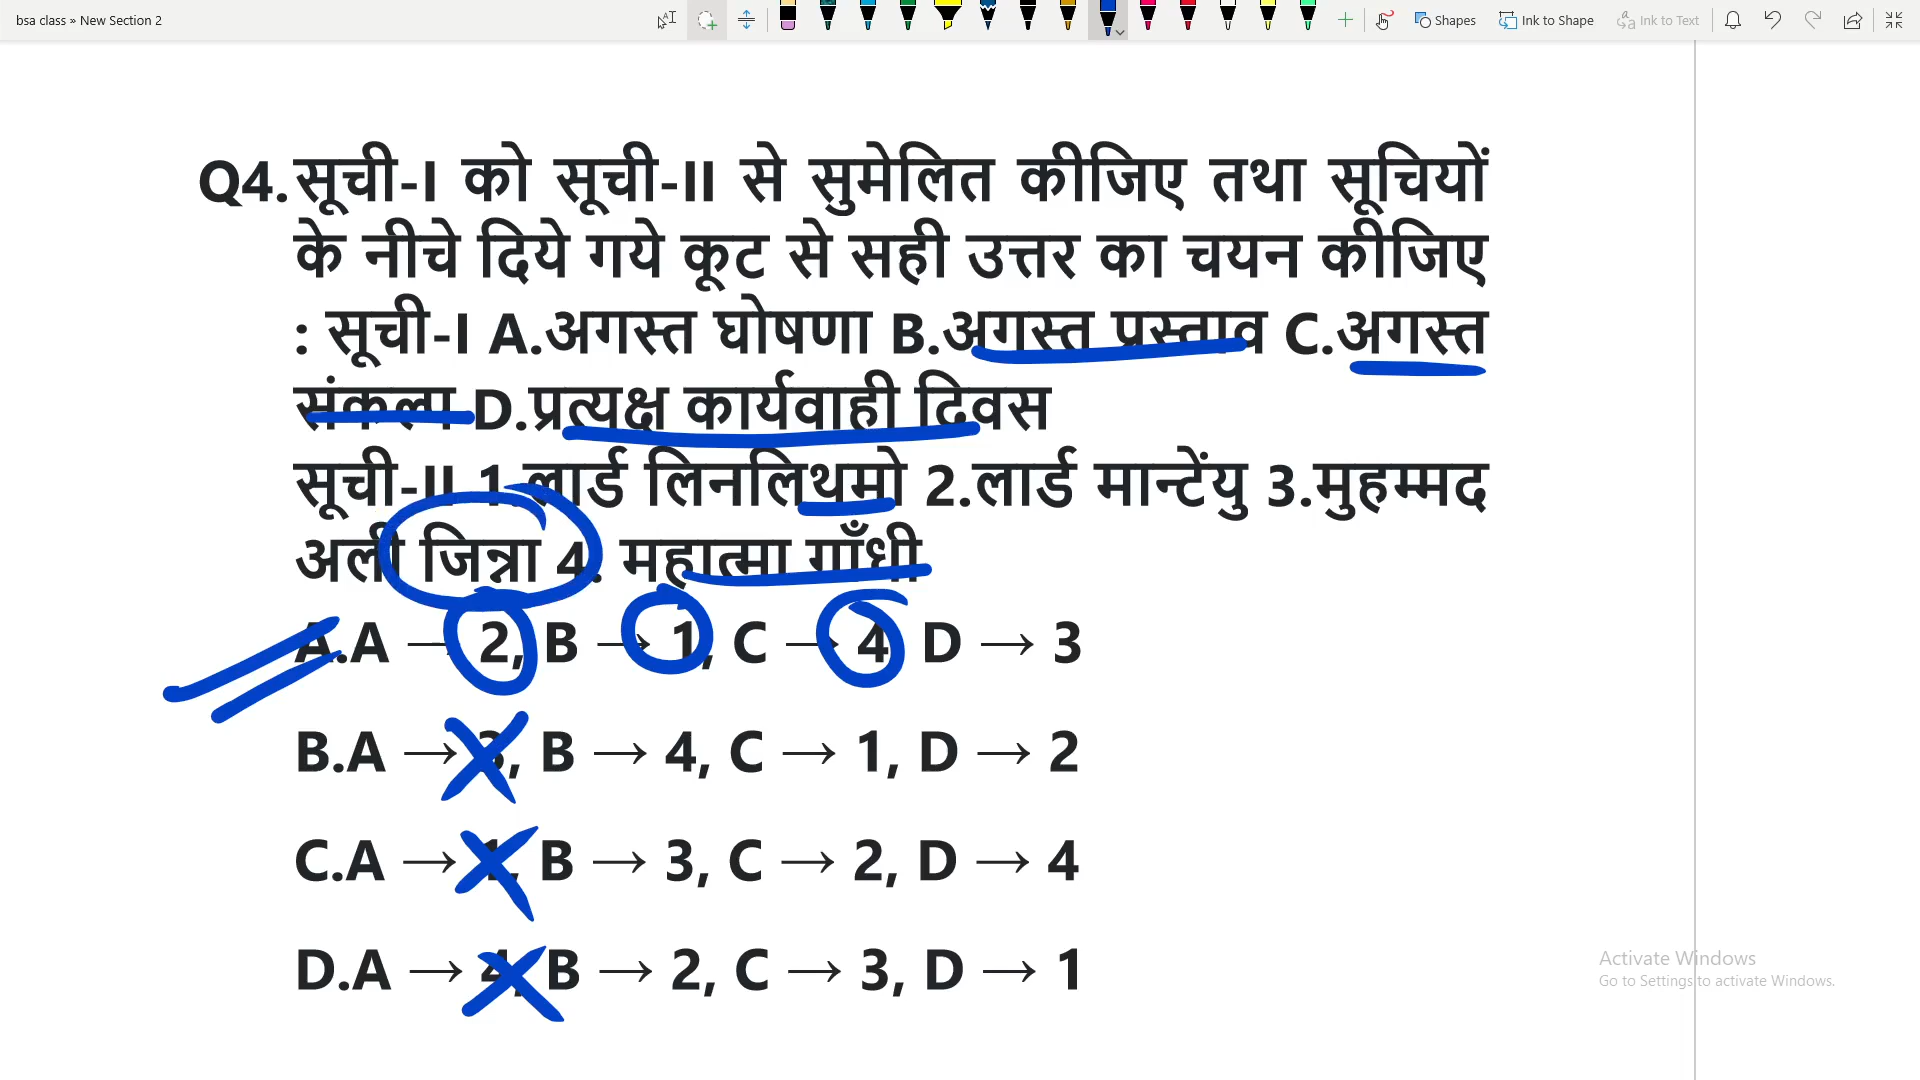 bsa class » New Section 2
Shapes
Ink to Shape
Ink to Text
Q4.सूची-I को सूची-II से सुमेलित कीजिए तथा सूचियों
के नीचे दिये गये कूट से सही उत्तर का चयन कीजिए
: सूची-I A.अगस्त घोषणा B.अगस्त प्रस्ताव C.अगस्त
संकल्प D.प्रत्यक्ष कार्यवाही दिवस
सूची-II 1.लार्ड लिनलिथमो 2.लार्ड मान्टेंयु 3.मुहम्मद
अली जिन्ना 4. महात्मा गाँधी
A.A → 2, B → 1, C → 4, D → 3
B.A → 3, B → 4, C → 1, D → 2
C.A → 1, B → 3, C → 2, D → 4
D.A → 4, B → 2, C → 3, D → 1
Activate Windows
Go to Settings to activate Windows.